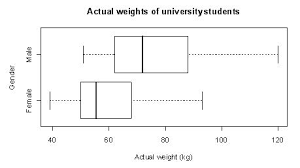 Actual weights of university students
Male
Gender
Female
40
60
80
100
120
Actual weight (kg)